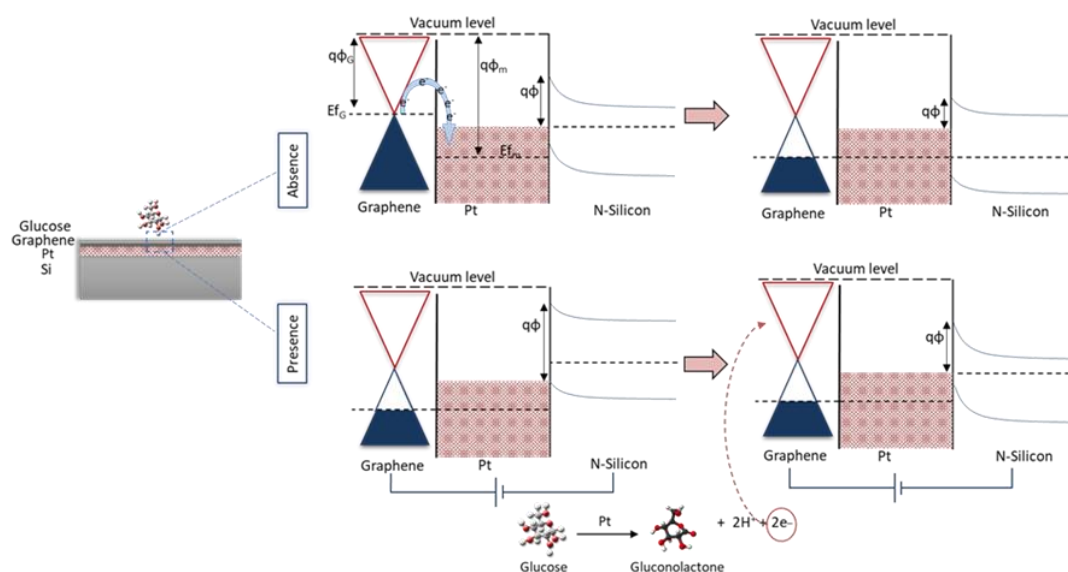 Glucose
Graphene
Pt
Si
Absence
Presence
Vacuum level
qϕG
EfG
e-
e-
e-
e-
e-
qϕm
Efm
qϕ
Graphene
Pt
N-Silicon
Vacuum level
qϕ
Graphene
Pt
N-Silicon
Vacuum level
qϕ
Graphene
Pt
N-Silicon
Vacuum level
qϕ
Graphene
Pt
N-Silicon
Pt
+ 2H+ + 2e-
Glucose
Gluconolactone